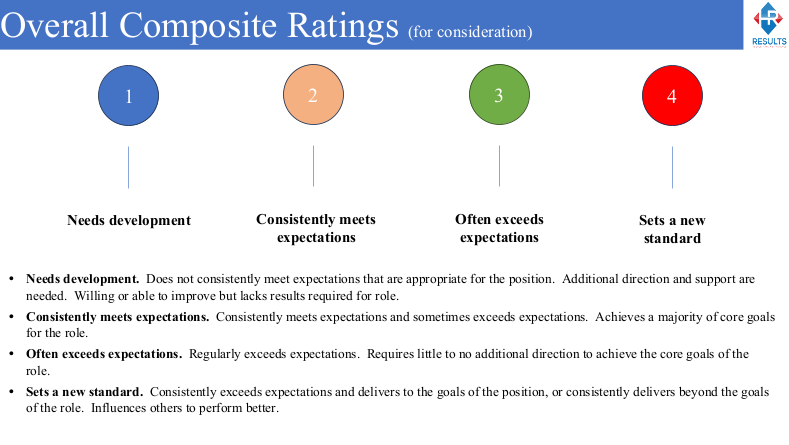 Overall Composite Ratings (for consideration)
HR
RESULTS
1
2
3
4
Needs development
Consistently meets
expectations
Often exceeds
expectations
Sets a new
standard
• Needs development. Does not consistently meet expectations that are appropriate for the position. Additional direction and support are
needed. Willing or able to improve but lacks results required for role.
• Consistently meets expectations. Consistently meets expectations and sometimes exceeds expectations. Achieves a majority of core goals
for the role.
• Often exceeds expectations. Regularly exceeds expectations. Requires little to no additional direction to achieve the core goals of the
role.
• Sets a new standard. Consistently exceeds expectations and delivers to the goals of the position, or consistently delivers beyond the goals
of the role. Influences others to perform better.